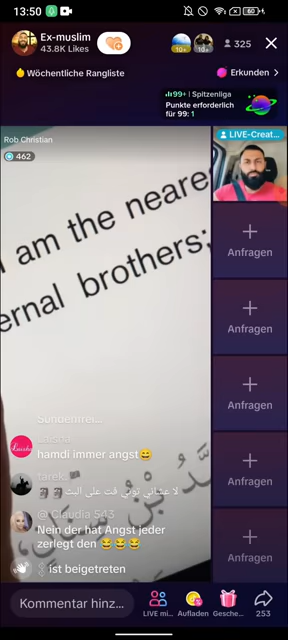 13:50
60
Ex-muslim
43.8K Likes
10+
10+
325
Wöchentliche Rangliste
Erkunden >
99+ | Spitzenliga
Punkte erforderlich
für 99: 1
Rob Christian
462
LIVE-Creat...
am the neare
ernal brothers;
Anfragen
Anfragen
Anfragen
Anfragen
Anfragen
Sündenfrei...
hamdi immer angst😄
tarek.
@ Claudia 543
Nein der hat Angst jeder
zerlegt den 😂😂😂
ist beigetreten
Kommentar hinz...
LIVE mi...
Aufladen
Gesche...
253